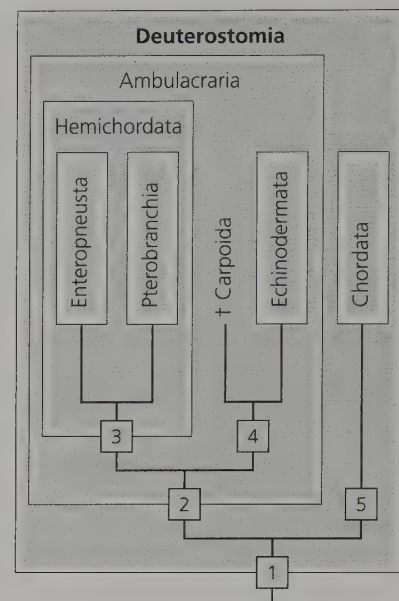 Deuterostomia
Ambulacraria
Hemichordata
Enteropneusta
Pterobranchia
† Carpoida
Echinodermata
Chordata
3
4
2
5
1